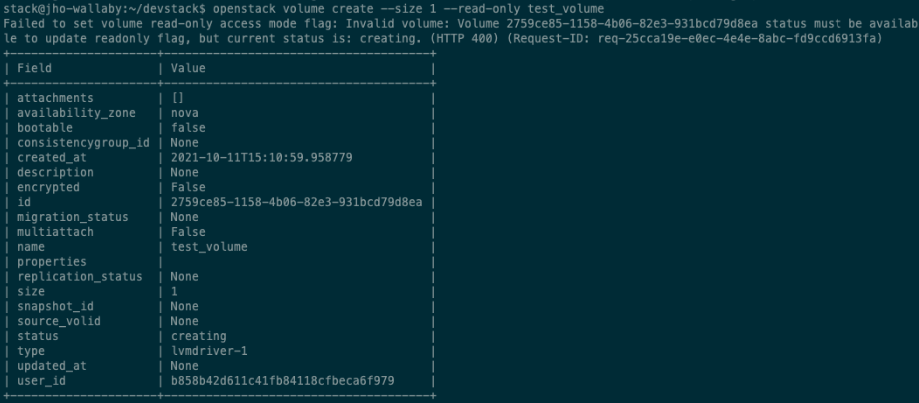 stack@jho-wallaby:~/devstack$ openstack volume create --size 1 --read-only test_volume
Failed to set volume read-only access mode flag: Invalid volume: Volume 2759ce85-1158-4b06-82e3-931bcd79d8ea status must be availab
le to update readonly flag, but current status is: creating. (HTTP 400) (Request-ID: req-25cca19e-e0ec-4e4e-8abc-fd9ccd6913fa)
+---------------------+--------------------------------------+
| Field | Value |
+---------------------+--------------------------------------+
| attachments | [] |
| availability_zone | nova |
| bootable | false |
| consistencygroup_id | None |
| created_at | 2021-10-11T15:10:59.958779 |
| description | None |
| encrypted | False |
| id | 2759ce85-1158-4b06-82e3-931bcd79d8ea |
| migration_status | None |
| multiattach | False |
| name | test_volume |
| properties | |
| replication_status | None |
| size | 1 |
| snapshot_id | None |
| source_volid | None |
| status | creating |
| type | lvmdriver-1 |
| updated_at | None |
| user_id | b858b42d611c41fb84118cfbeca6f979 |
+---------------------+--------------------------------------+